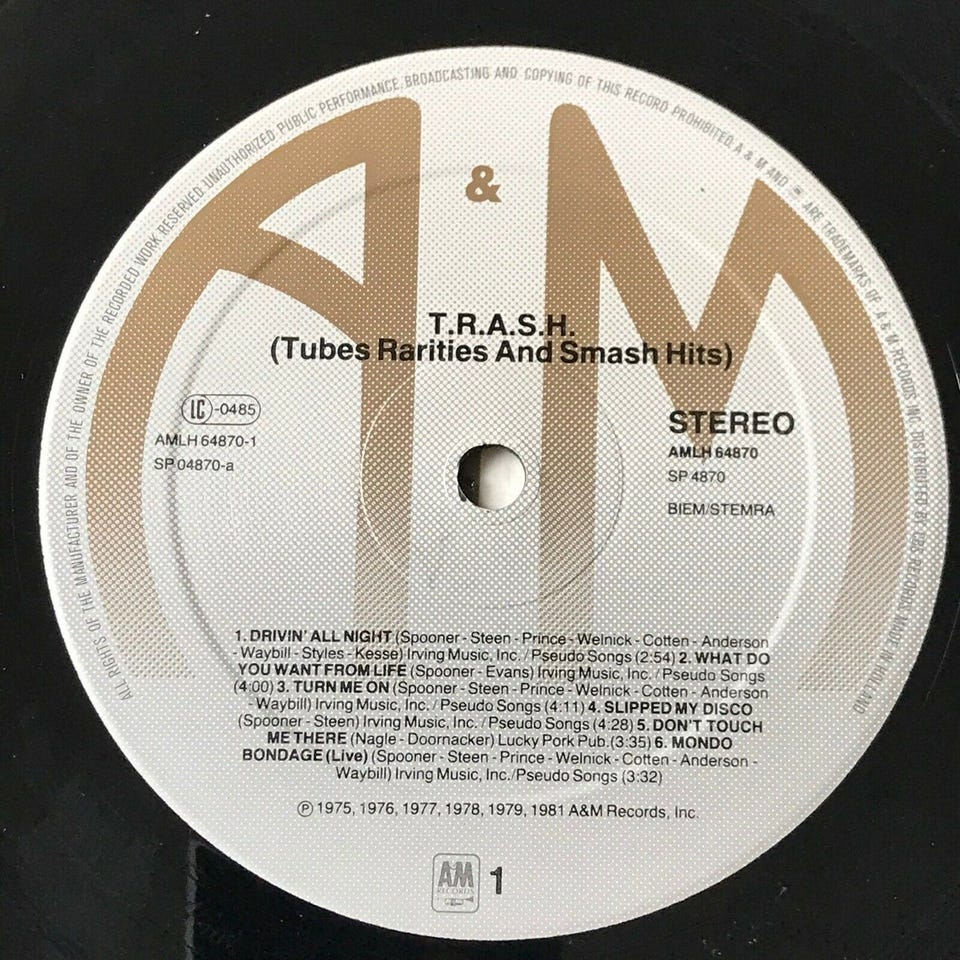 ALL RIGHTS OF THE MANUFACTURER AND OF THE OWNER OF THE RECORDED WORK RESERVED UNAUTHORIZED PUBLIC PERFORMANCE, BROADCASTING AND COPYING OF THIS RECORD PROHIBITED. A & M AND ARE TRADEMARKS OF A & M RECORDS INC. DISTRIBUTED BY CBS RECORDS. MADE IN HOLLAND
A & M
T.R.A.S.H.
(Tubes Rarities And Smash Hits)
LC-0485
AMLH 64870-1
SP 04870-a
STEREO
AMLH 64870
SP 4870
BIEM/STEMRA
1. DRIVIN' ALL NIGHT (Spooner - Steen - Prince - Welnick - Cotten - Anderson
- Waybill - Styles - Kesse) Irving Music, Inc. / Pseudo Songs (2:54) 2. WHAT DO
YOU WANT FROM LIFE (Spooner - Evans) Irving Music, Inc. / Pseudo Songs
(4:00) 3. TURN ME ON (Spooner - Steen - Prince - Welnick - Cotten - Anderson
- Waybill) Irving Music, Inc. / Pseudo Songs (4:11) 4. SLIPPED MY DISCO
(Spooner - Steen) Irving Music, Inc. / Pseudo Songs (4:28) 5. DON'T TOUCH
ME THERE (Nagle - Doornacker) Lucky Pork Pub. (3:35) 6. MONDO
BONDAGE (Live) (Spooner - Steen - Prince - Welnick - Cotten - Anderson -
Waybill) Irving Music, Inc./Pseudo Songs (3:32)
℗ 1975, 1976, 1977, 1978, 1979, 1981 A&M Records, Inc.
A&M
RECORDS
1